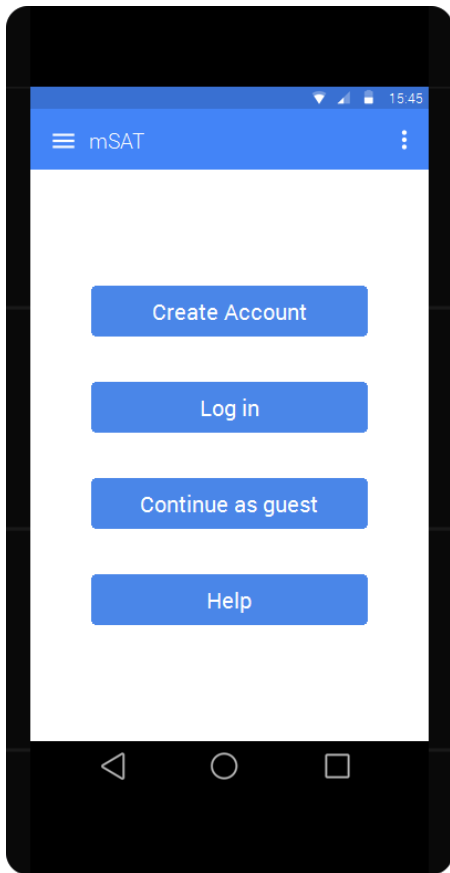 15:45
mSAT
Create Account
Log in
Continue as guest
Help